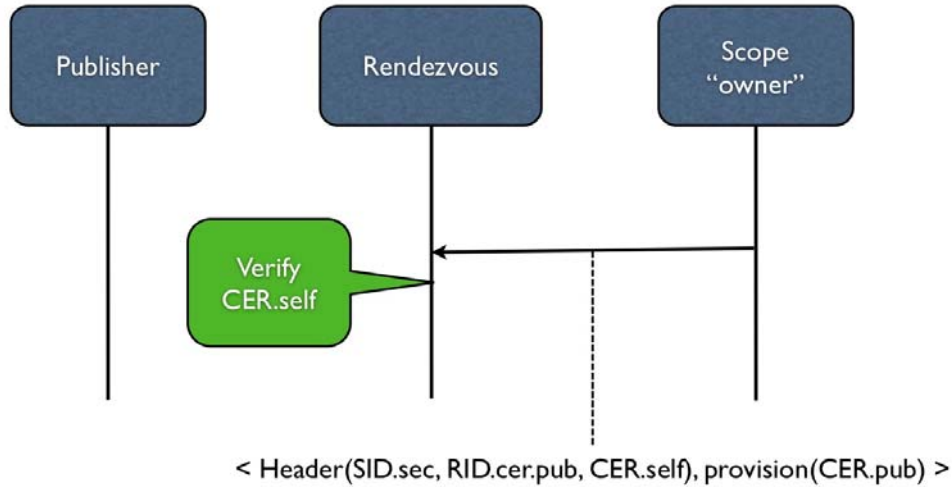 Publisher
Rendezvous
Scope
“owner”
Verify
CER.self
< Header(SID.sec, RID.cer.pub, CER.self), provision(CER.pub) >